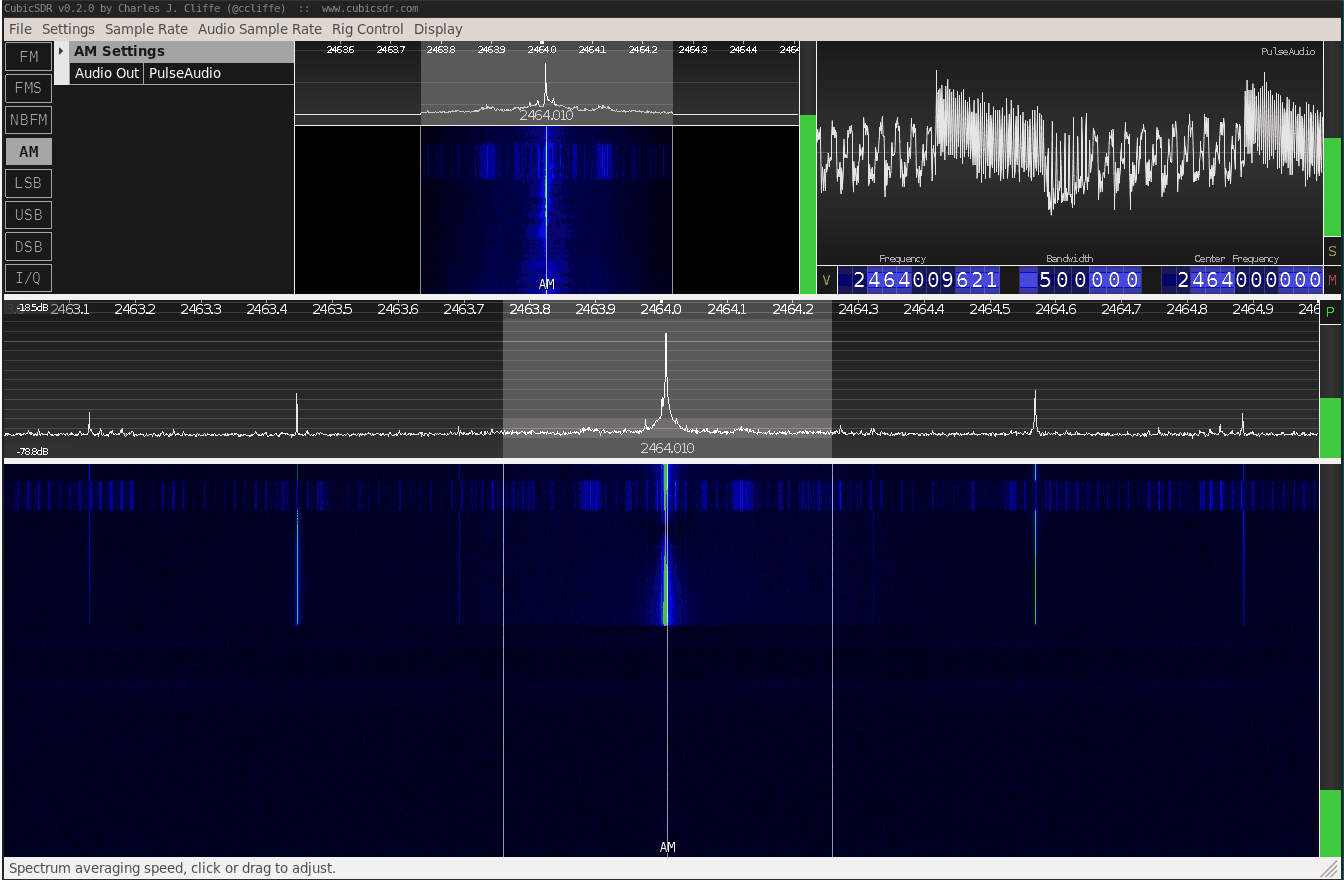 CubicSDR v0.2.0 by Charles J. Cliffe (@ccliffe)  ::  www.cubicsdr.com
File Settings Sample Rate Audio Sample Rate Rig Control Display
FM
FMS
NBFM
AM
LSB
USB
DSB
I/Q
AM Settings
Audio Out PulseAudio
2463.6 2463.7 2463.8 2463.9 2464.0 2464.1 2464.2 2464.3 2464.4 2464
2464.010
AM
PulseAudio
Frequency Bandwidth Center Frequency
V 2464009621 500000 2464000000
S
M
P
-18.5dB 2463.1 2463.2 2463.3 2463.4 2463.5 2463.6 2463.7 2463.8 2463.9 2464.0 2464.1 2464.2 2464.3 2464.4 2464.5 2464.6 2464.7 2464.8 2464.9 246
2464.010
-78.8dB
AM
Spectrum averaging speed, click or drag to adjust.